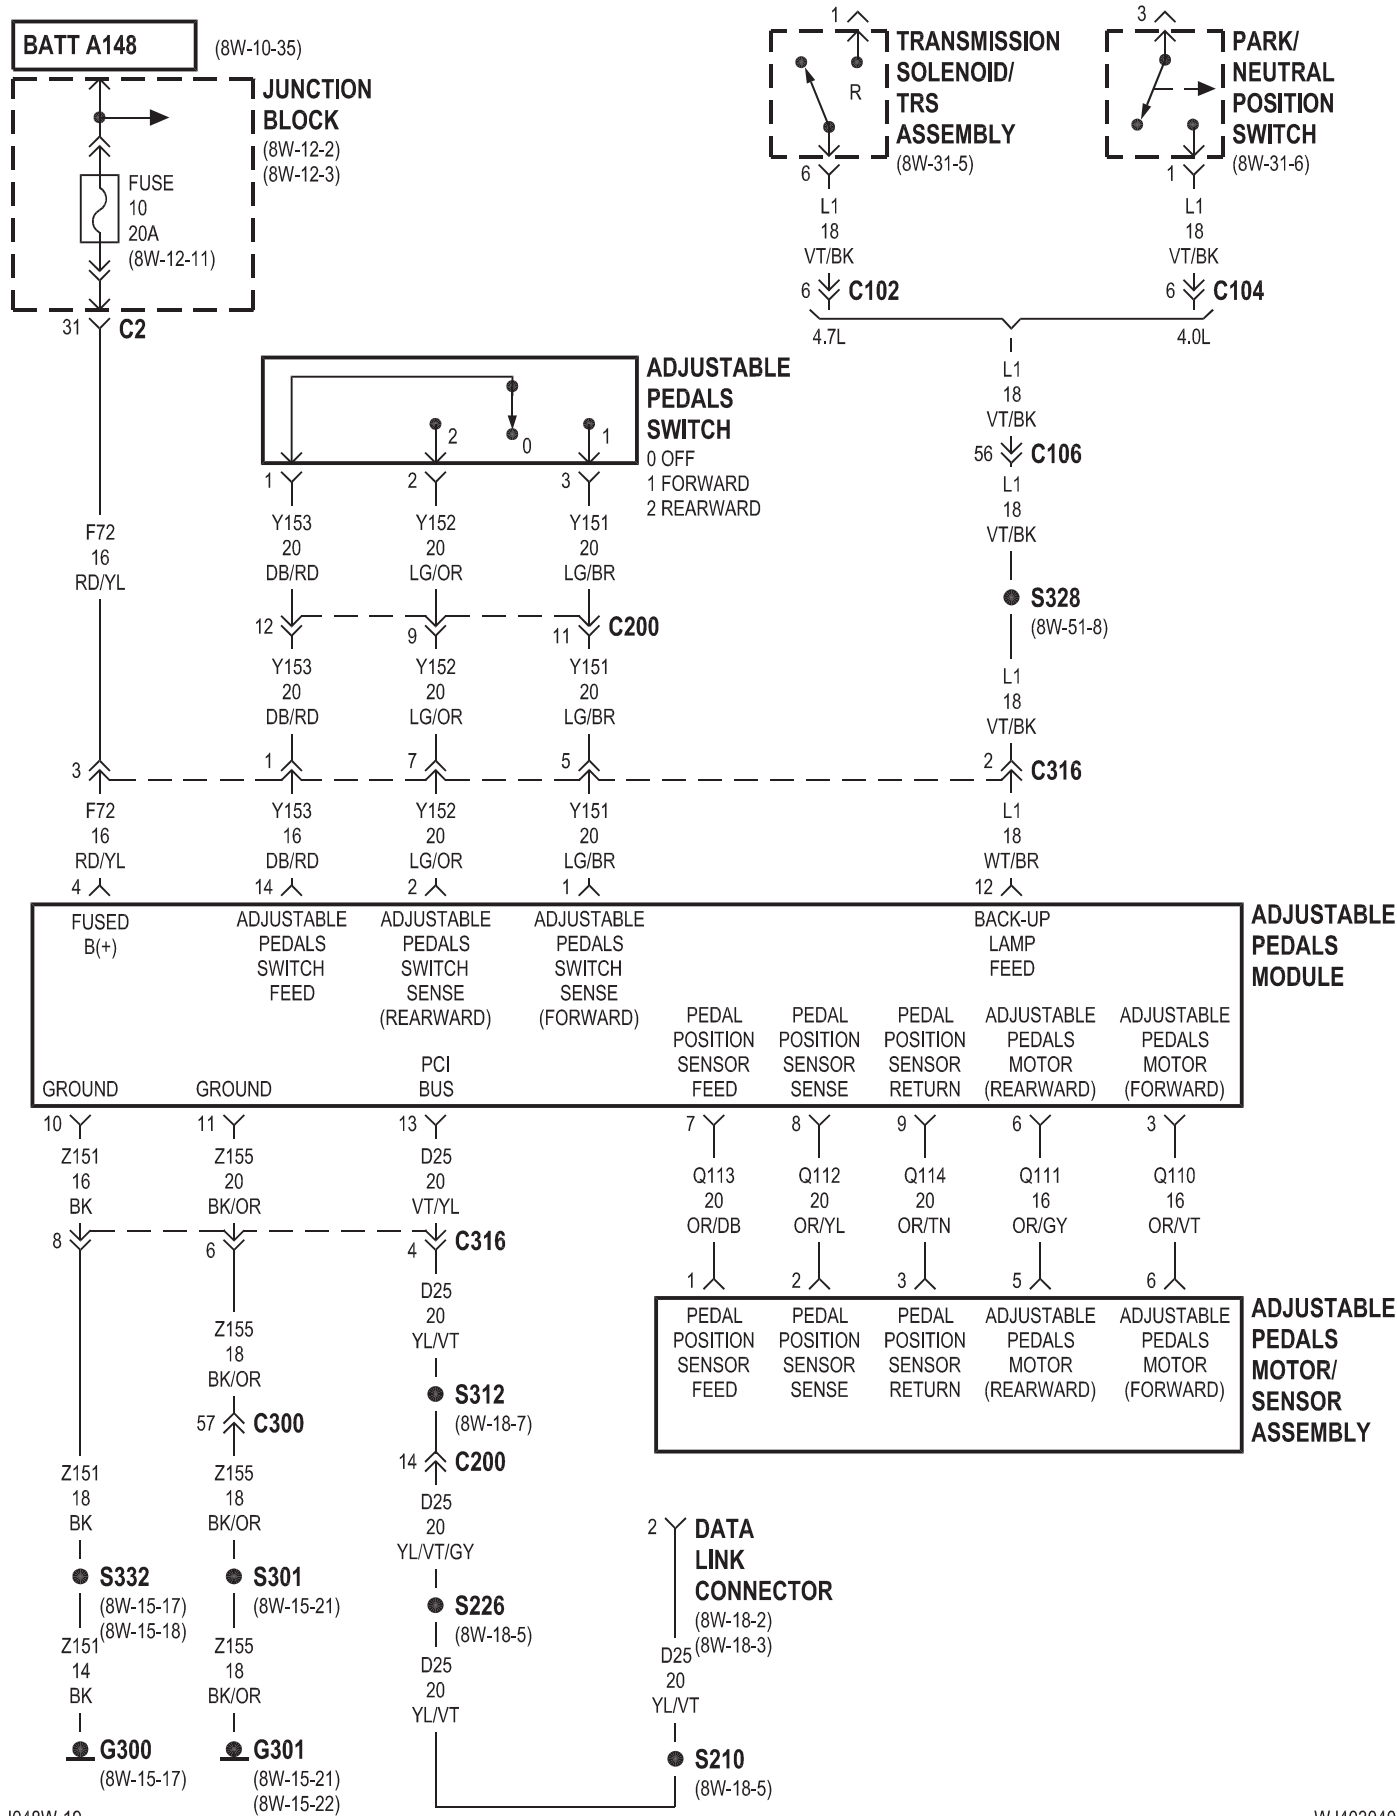 BATT A148
(8W-10-35)
JUNCTION
BLOCK
(8W-12-2)
(8W-12-3)
FUSE
10
20A
(8W-12-11)
31
C2
1
R
TRANSMISSION
SOLENOID/
TRS
ASSEMBLY
(8W-31-5)
6
L1
18
VT/BK
6
C102
4.7L
3
PARK/
NEUTRAL
POSITION
SWITCH
(8W-31-6)
1
L1
18
VT/BK
6
C104
4.0L
L1
18
VT/BK
56
C106
L1
18
VT/BK
S328
(8W-51-8)
L1
18
VT/BK
2
C316
L1
18
WT/BR
12
ADJUSTABLE
PEDALS
SWITCH
0 OFF
1 FORWARD
2 REARWARD
2
0
1
1
2
3
Y153
20
DB/RD
Y152
20
LG/OR
Y151
20
LG/BR
12
9
11
C200
Y153
20
DB/RD
Y152
20
LG/OR
Y151
20
LG/BR
F72
16
RD/YL
3
1
7
5
F72
16
RD/YL
Y153
16
DB/RD
Y152
20
LG/OR
Y151
20
LG/BR
4
14
2
1
FUSED
B(+)
ADJUSTABLE
PEDALS
SWITCH
FEED
ADJUSTABLE
PEDALS
SWITCH
SENSE
(REARWARD)
ADJUSTABLE
PEDALS
SWITCH
SENSE
(FORWARD)
BACK-UP
LAMP
FEED
ADJUSTABLE
PEDALS
MODULE
GROUND
GROUND
PCI
BUS
PEDAL
POSITION
SENSOR
FEED
PEDAL
POSITION
SENSOR
SENSE
PEDAL
POSITION
SENSOR
RETURN
ADJUSTABLE
PEDALS
MOTOR
(REARWARD)
ADJUSTABLE
PEDALS
MOTOR
(FORWARD)
10
11
13
7
8
9
6
3
Z151
16
BK
Z155
20
BK/OR
D25
20
VT/YL
Q113
20
OR/DB
Q112
20
OR/YL
Q114
20
OR/TN
Q111
16
OR/GY
Q110
16
OR/VT
8
6
4
C316
1
2
3
5
6
PEDAL
POSITION
SENSOR
FEED
PEDAL
POSITION
SENSOR
SENSE
PEDAL
POSITION
SENSOR
RETURN
ADJUSTABLE
PEDALS
MOTOR
(REARWARD)
ADJUSTABLE
PEDALS
MOTOR
(FORWARD)
ADJUSTABLE
PEDALS
MOTOR/
SENSOR
ASSEMBLY
Z155
18
BK/OR
57
C300
D25
20
YL/VT
S312
(8W-18-7)
14
C200
Z151
18
BK
Z155
18
BK/OR
D25
20
YL/VT/GY
S332
(8W-15-17)
(8W-15-18)
S301
(8W-15-21)
S226
(8W-18-5)
2
DATA
LINK
CONNECTOR
(8W-18-2)
(8W-18-3)
Z151
14
BK
Z155
18
BK/OR
D25
20
YL/VT
D25
20
YL/VT
G300
(8W-15-17)
G301
(8W-15-21)
(8W-15-22)
S210
(8W-18-5)